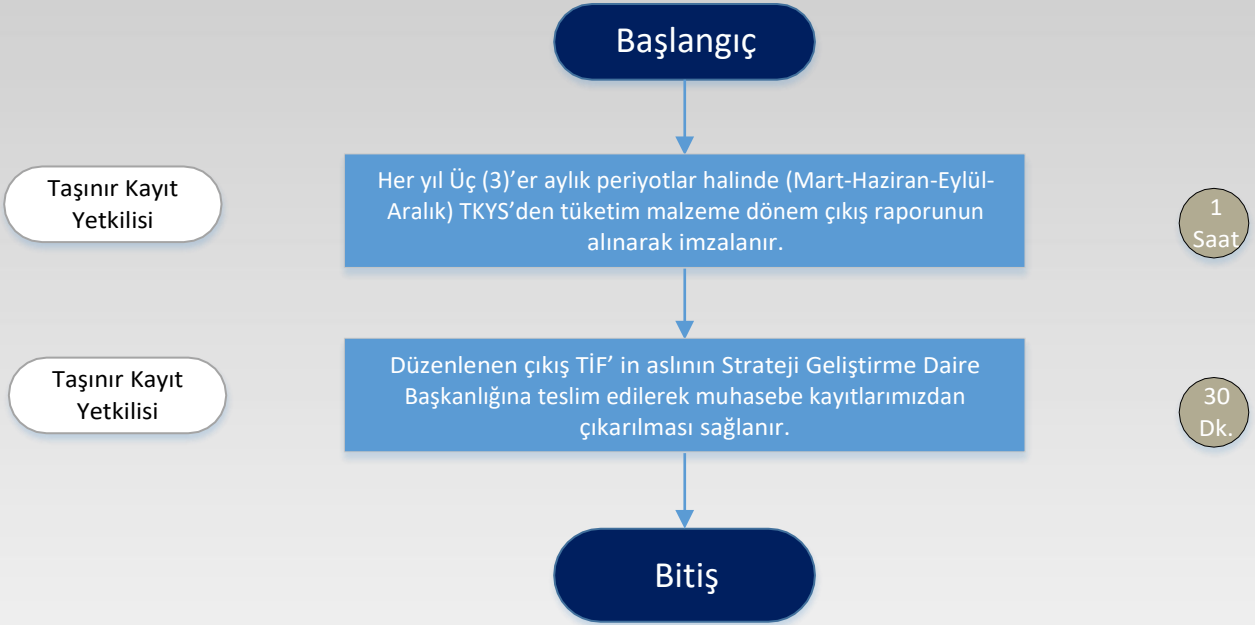 Başlangıç
Taşınır Kayıt
Yetkilisi
Her yıl Üç (3)'er aylık periyotlar halinde (Mart-Haziran-Eylül-
Aralık) TKYS'den tüketim malzeme dönem çıkış raporunun
alınarak imzalanır.
1
Saat
Taşınır Kayıt
Yetkilisi
Düzenlenen çıkış TİF' in aslının Strateji Geliştirme Daire
Başkanlığına teslim edilerek muhasebe kayıtlarımızdan
çıkarılması sağlanır.
30
Dk.
Bitiş